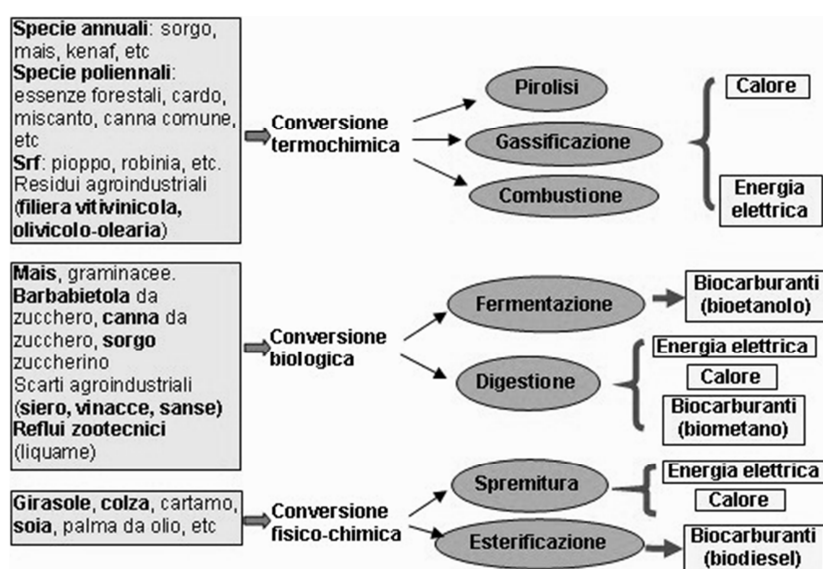 Specie annuali: sorgo,
mais, kenaf, etc
Specie poliennali:
essenze forestali, cardo,
miscanto, canna comune,
etc
Srf: pioppo, robinia, etc.
Residui agroindustriali
(filiera vitivinicola,
olivicolo-olearia)
Conversione
termochimica
Pirolisi
Gassificazione
Combustione
Calore
Energia
elettrica
Mais, graminacee.
Barbabietola da
zucchero, canna da
zucchero, sorgo
zuccherino
Scarti agroindustriali
(siero, vinacce, sanse)
Reflui zootecnici
(liquame)
Conversione
biologica
Fermentazione
Biocarburanti
(bioetanolo)
Digestione
Energia elettrica
Calore
Biocarburanti
(biometano)
Girasole, colza, cartamo,
soia, palma da olio, etc
Conversione
fisico-chimica
Spremitura
Energia elettrica
Calore
Esterificazione
Biocarburanti
(biodiesel)